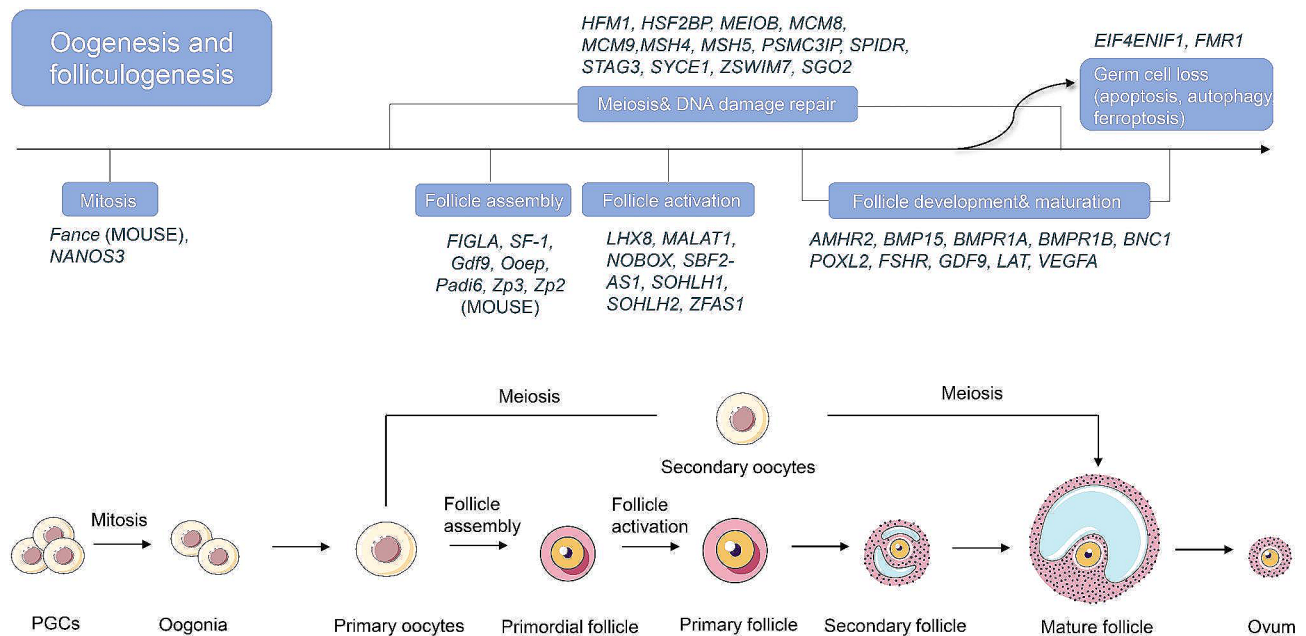 Oogenesis and
folliculogenesis
HFM1, HSF2BP, MEIOB, MCM8,
MCM9,MSH4, MSH5, PSMC3IP, SPIDR,
STAG3, SYCE1, ZSWIM7, SGO2
Meiosis& DNA damage repair
EIF4ENIF1, FMR1
Germ cell loss
(apoptosis, autophagy,
ferroptosis)
Mitosis
Fance (MOUSE),
NANOS3
Follicle assembly
FIGLA, SF-1,
Gdf9, Ooep,
Padi6, Zp3, Zp2
(MOUSE)
Follicle activation
LHX8, MALAT1,
NOBOX, SBF2-
AS1, SOHLH1,
SOHLH2, ZFAS1
Follicle development& maturation
AMHR2, BMP15, BMPR1A, BMPR1B, BNC1
POXL2, FSHR, GDF9, LAT, VEGFA
Meiosis
Meiosis
Secondary oocytes
Mitosis
Follicle
assembly
Follicle
activation
PGCs
Oogonia
Primary oocytes
Primordial follicle
Primary follicle
Secondary follicle
Mature follicle
Ovum